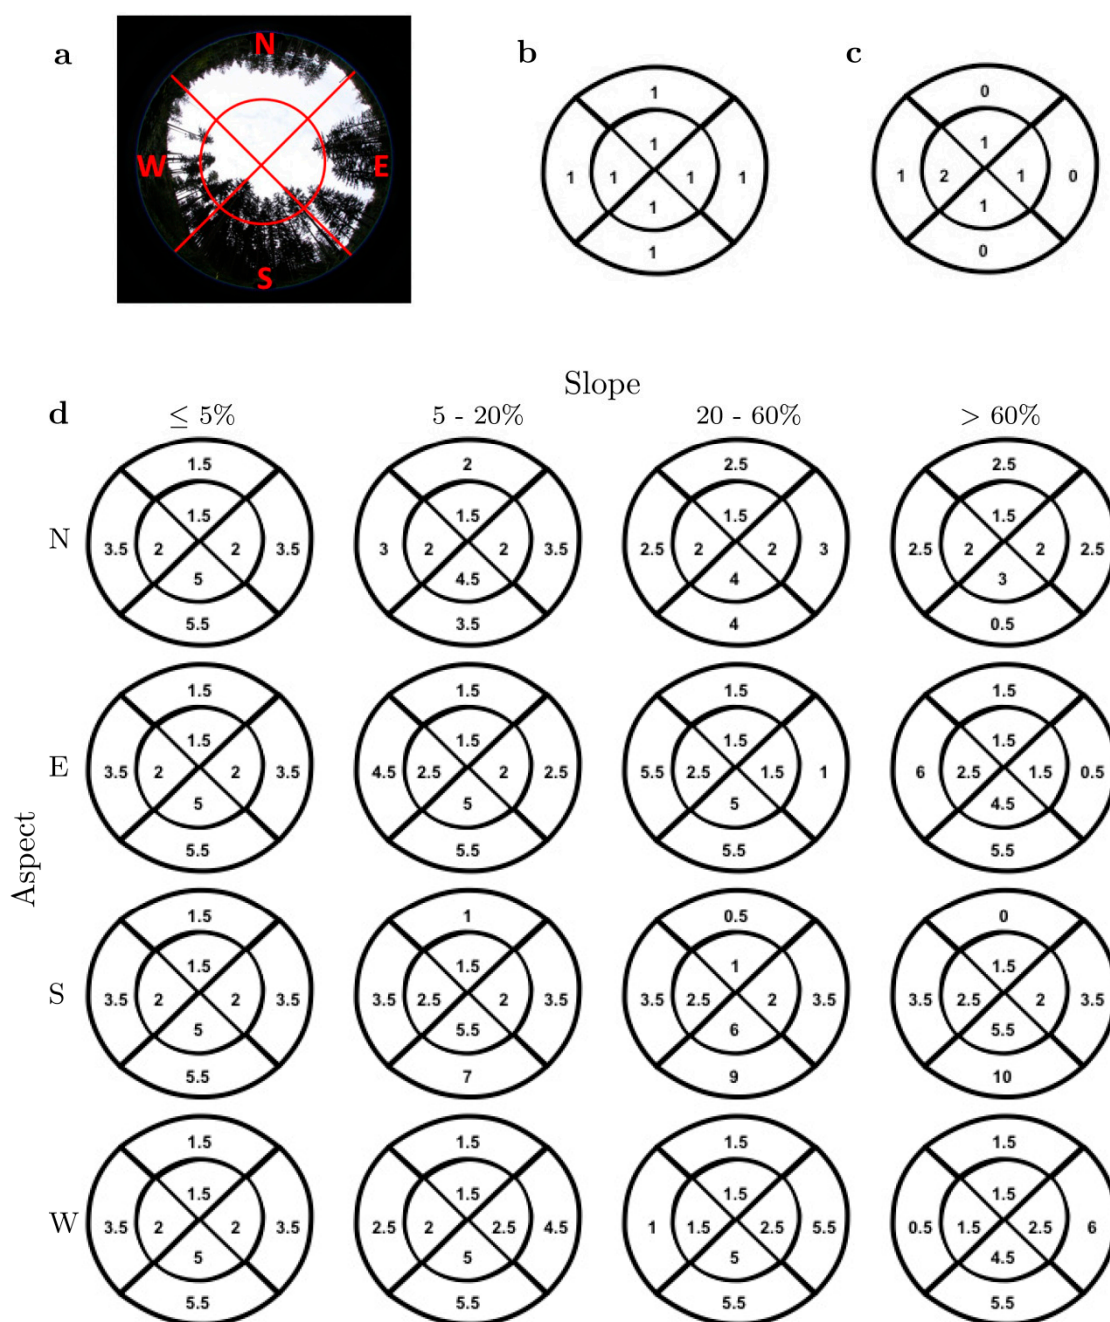 a
N
W
E
S
b
1
1 1 1 1 1
1
1
c
0
1
1 2 1 0
1
0
Slope
d
≤ 5% 5 - 20% 20 - 60% > 60%
Aspect
N
1.5 2 2.5 2.5
1.5 1.5 1.5 1.5
3.5 2 2 3.5 3 2 2 3.5 2.5 2 2 3 2.5 2 2 2.5
5 4.5 4 3
5.5 3.5 4 0.5
E
1.5 1.5 1.5 1.5
1.5 1.5 1.5 1.5
3.5 2 2 3.5 4.5 2.5 2 2.5 5.5 2.5 1.5 1 6 2.5 1.5 0.5
5 5 5 4.5
5.5 5.5 5.5 5.5
S
1.5 1 0.5 0
1.5 1.5 1 1.5
3.5 2 2 3.5 3.5 2.5 2 3.5 3.5 2.5 2 3.5 3.5 2.5 2 3.5
5 5.5 6 5.5
5.5 7 9 10
W
1.5 1.5 1.5 1.5
1.5 1.5 1.5 1.5
3.5 2 2 3.5 2.5 2 2.5 4.5 1 1.5 2.5 5.5 0.5 1.5 2.5 6
5 5 5 4.5
5.5 5.5 5.5 5.5